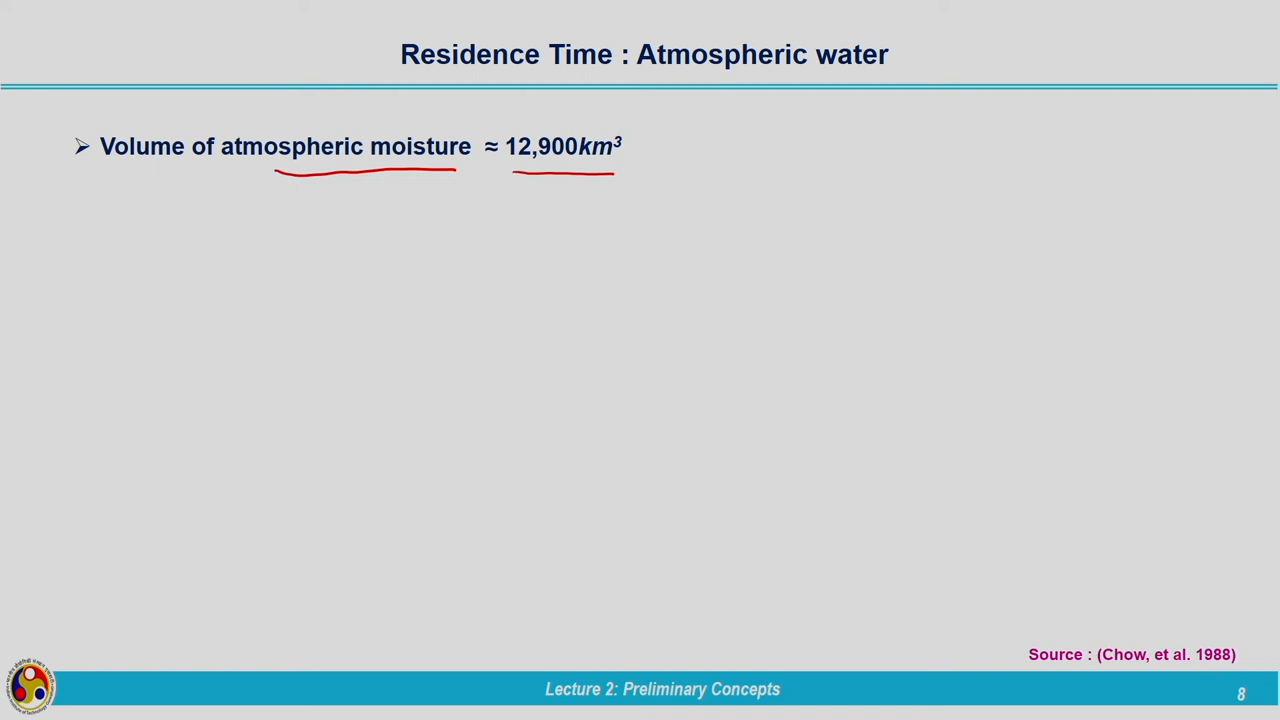 Residence Time : Atmospheric water
➢ Volume of atmospheric moisture ≈ 12,900km³
Source : (Chow, et al. 1988)
Lecture 2: Preliminary Concepts
8